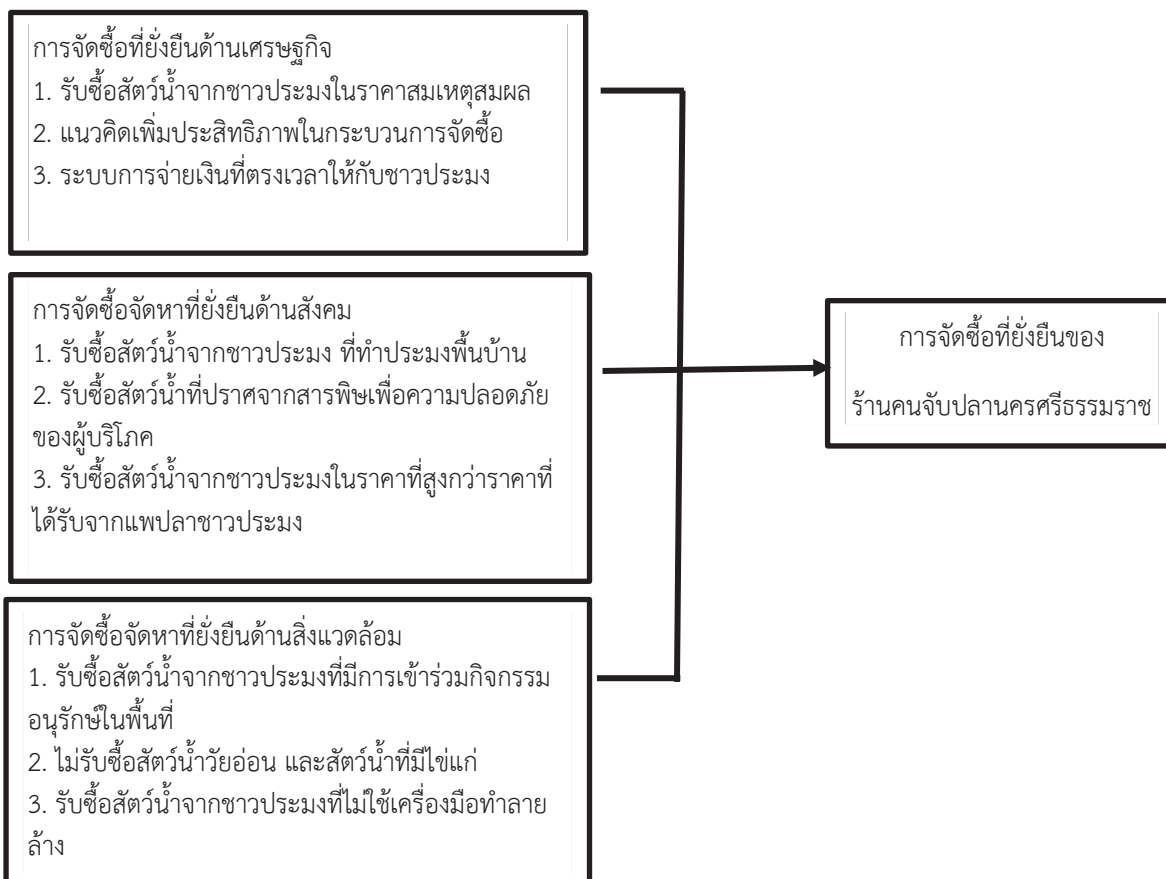 การจัดซื้อที่ยั่งยืนด้านเศรษฐกิจ
1. รับซื้อสัตว์น้ำจากชาวประมงในราคาสมเหตุสมผล
2. แนวคิดเพิ่มประสิทธิภาพในกระบวนการจัดซื้อ
3. ระบบการจ่ายเงินที่ตรงเวลาให้กับชาวประมง
การจัดซื้อจัดหาที่ยั่งยืนด้านสังคม
1. รับซื้อสัตว์น้ำจากชาวประมง ที่ทำประมงพื้นบ้าน
2. รับซื้อสัตว์น้ำที่ปราศจากสารพิษเพื่อความปลอดภัย
ของผู้บริโภค
3. รับซื้อสัตว์น้ำจากชาวประมงในราคาที่สูงกว่าราคาที่
ได้รับจากแพปลาชาวประมง
การจัดซื้อจัดหาที่ยั่งยืนด้านสิ่งแวดล้อม
1. รับซื้อสัตว์น้ำจากชาวประมงที่มีการเข้าร่วมกิจกรรม
อนุรักษ์ในพื้นที่
2. ไม่รับซื้อสัตว์น้ำวัยอ่อน และสัตว์น้ำที่มีไข่แก่
3. รับซื้อสัตว์น้ำจากชาวประมงที่ไม่ใช้เครื่องมือทำลาย
ล้าง
การจัดซื้อที่ยั่งยืนของ
ร้านคนจับปลานครศรีธรรมราช